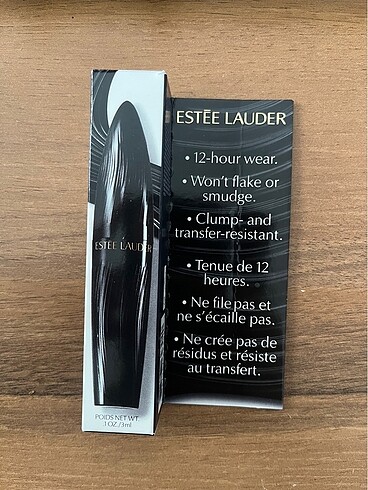 ESTÉE LAUDER
POIDS NET WT.
.1 OZ./3ml
ESTĒE LAUDER
• 12-hour wear.
• Won't flake or
smudge.
• Clump- and
transfer-resistant.
• Tenue de 12
heures.
• Ne file pas et
ne s'écaille pas.
• Ne crée pas de
résidus et résiste
au transfert.